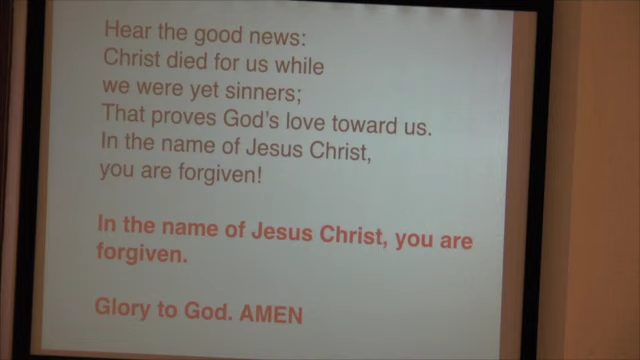 Hear the good news:
Christ died for us while
we were yet sinners;
That proves God's love toward us.
In the name of Jesus Christ,
you are forgiven!
In the name of Jesus Christ, you are
forgiven.
Glory to God. AMEN